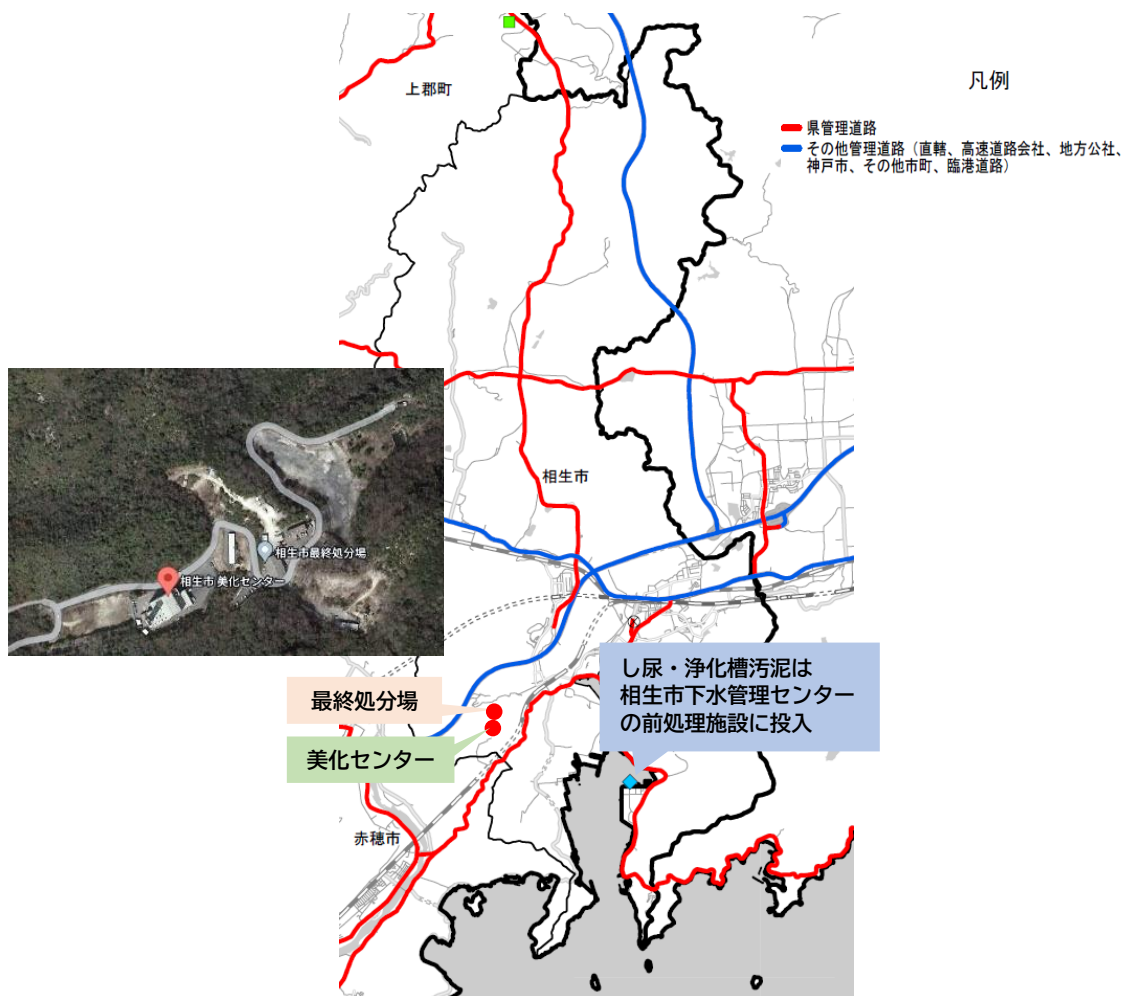 上郡町
凡例
県管理道路
その他管理道路（直轄、高速道路会社、地方公社、
神戸市、その他市町、臨港道路）
相生市
相生市最終処分場
相生市 美化センター
し尿・浄化槽汚泥は
相生市下水管理センター
の前処理施設に投入
最終処分場
美化センター
赤穂市